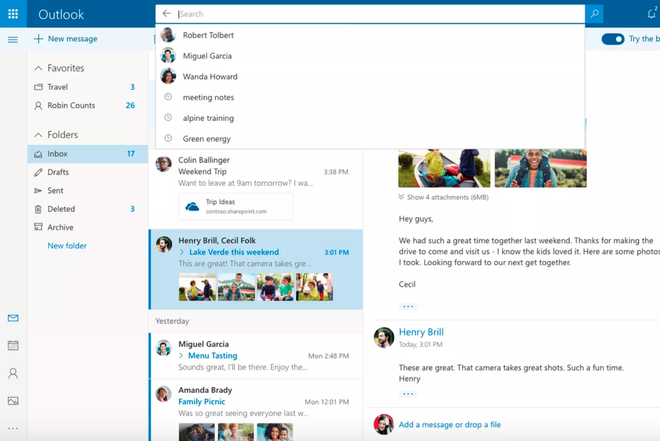 Outlook
Search
2
New message
Try the b
Robert Tolbert
Miguel Garcia
Wanda Howard
meeting notes
alpine training
Green energy
Favorites
Travel 3
Robin Counts 26
Folders
Inbox 17
Drafts
Sent
Deleted 3
Archive
New folder
Colin Ballinger
Weekend Trip 3:38 PM
Want to leave at 9am tomorrow? I wa...
Trip Ideas
contoso.sharepoint.com
Henry Brill, Cecil Folk
> Lake Verde this weekend 3:01 PM
This are great! That camera takes gre...
Yesterday
Miguel Garcia
> Menu Tasting Mon 2:48 PM
Sounds great, I'll be there. Enjoy the...
Amanda Brady
Family Picnic Mon 12:01 PM
Was so great seeing everyone last w...
Show 4 attachments (6MB)
Hey guys,
We had such a great time together last weekend. Thanks for making the
drive to come and visit us - I know the kids loved it. Here are some photos
I took. Looking forward to our next get together.
Cecil
Henry Brill
Today, 3:01 PM
These are great. That camera takes great shots. Such a fun time.
Henry
Add a message or drop a file